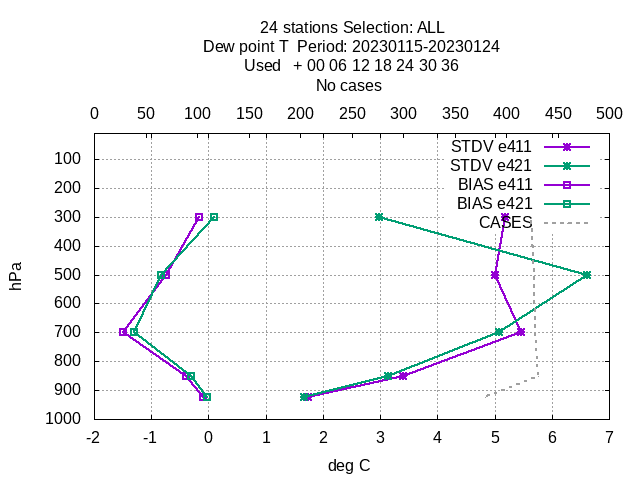 24 stations Selection: ALL
Dew point T  Period: 20230115-20230124
Used   + 00 06 12 18 24 30 36
No cases
0 50 100 150 200 250 300 350 400 450 500
STDV e411
STDV e421
BIAS e411
BIAS e421
CASES
hPa
100
200
300
400
500
600
700
800
900
1000
-2 -1 0 1 2 3 4 5 6 7
deg C